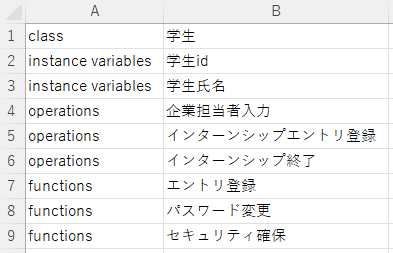 A B
1 class 学生
2 instance variables 学生id
3 instance variables 学生氏名
4 operations 企業担当者入力
5 operations インターンシップエントリ登録
6 operations インターンシップ終了
7 functions エントリ登録
8 functions パスワード変更
9 functions セキュリティ確保